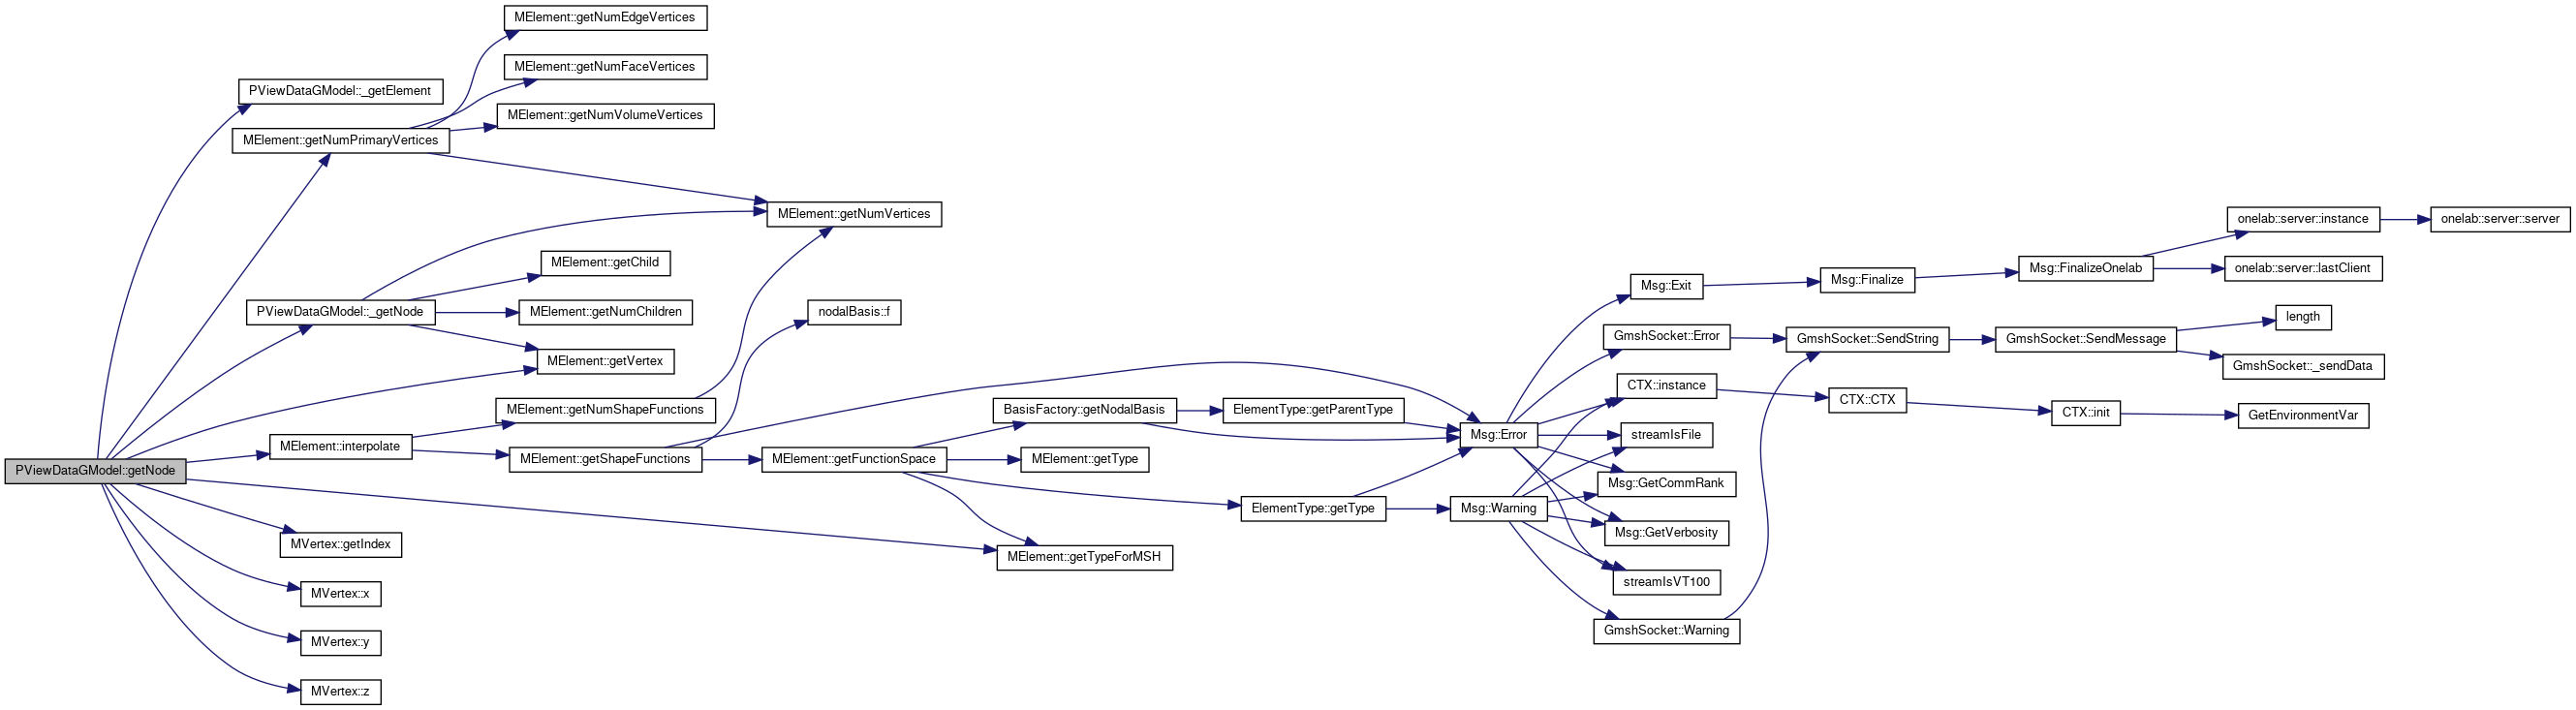 MElement::getNumEdgeVertices
MElement::getNumFaceVertices
PViewDataGModel::_getElement
MElement::getNumVolumeVertices
MElement::getNumPrimaryVertices
MElement::getNumVertices
onelab::server::instance
onelab::server::server
MElement::getChild
Msg::FinalizeOnelab
onelab::server::lastClient
Msg::Exit
Msg::Finalize
PViewDataGModel::_getNode
MElement::getNumChildren
nodalBasis::f
length
GmshSocket::Error
GmshSocket::SendString
GmshSocket::SendMessage
MElement::getVertex
GmshSocket::_sendData
CTX::instance
CTX::CTX
MElement::getNumShapeFunctions
BasisFactory::getNodalBasis
ElementType::getParentType
CTX::init
GetEnvironmentVar
Msg::Error
streamIsFile
MElement::interpolate
MElement::getShapeFunctions
MElement::getFunctionSpace
MElement::getType
PViewDataGModel::getNode
Msg::GetCommRank
ElementType::getType
Msg::Warning
Msg::GetVerbosity
MVertex::getIndex
MElement::getTypeForMSH
streamIsVT100
MVertex::x
GmshSocket::Warning
MVertex::y
MVertex::z